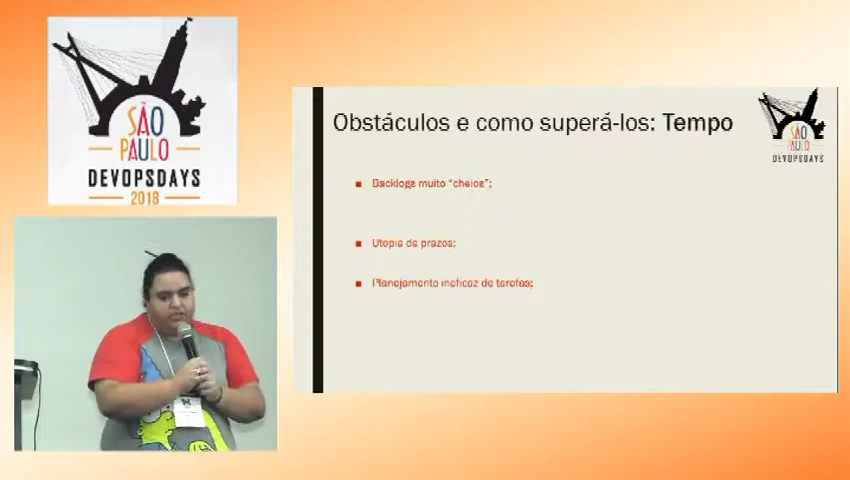 SÃO
PAULO
DEVOPSDAYS
2018
Obstáculos e como superá-los: Tempo
SÃO
PAULO
DEVOPSDAYS
Backlogs muito “cheios”;
Utopia de prazos;
Planejamento ineficaz de tarefas;